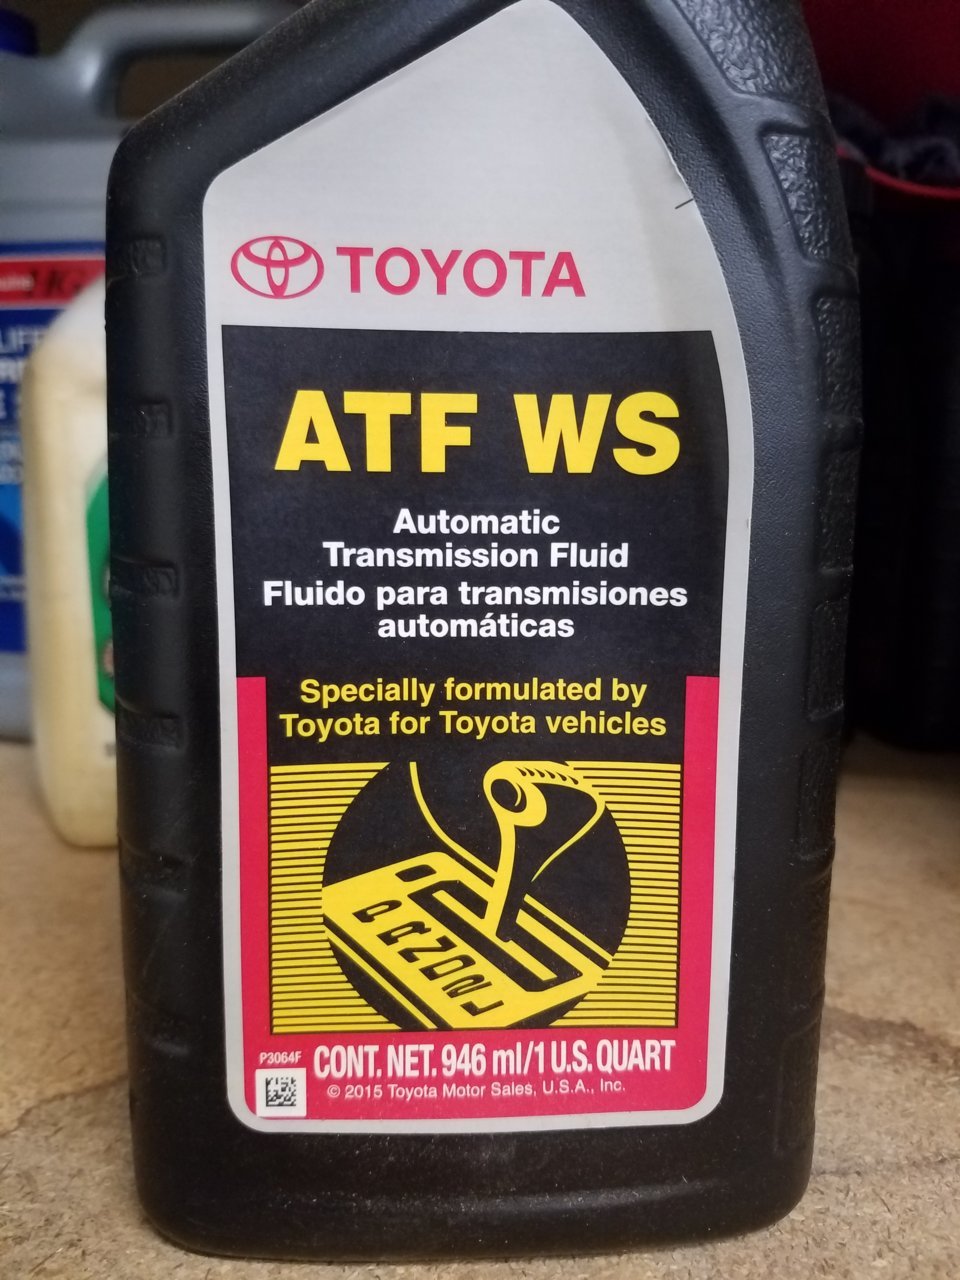 TOYOTA
ATF WS
Automatic
Transmission Fluid
Fluido para transmisiones
automáticas
Specially formulated by
Toyota for Toyota vehicles
P
R
N
D
2
L
P3064F
CONT. NET. 946 ml/1 U.S. QUART
© 2015 Toyota Motor Sales, U.S.A., Inc.